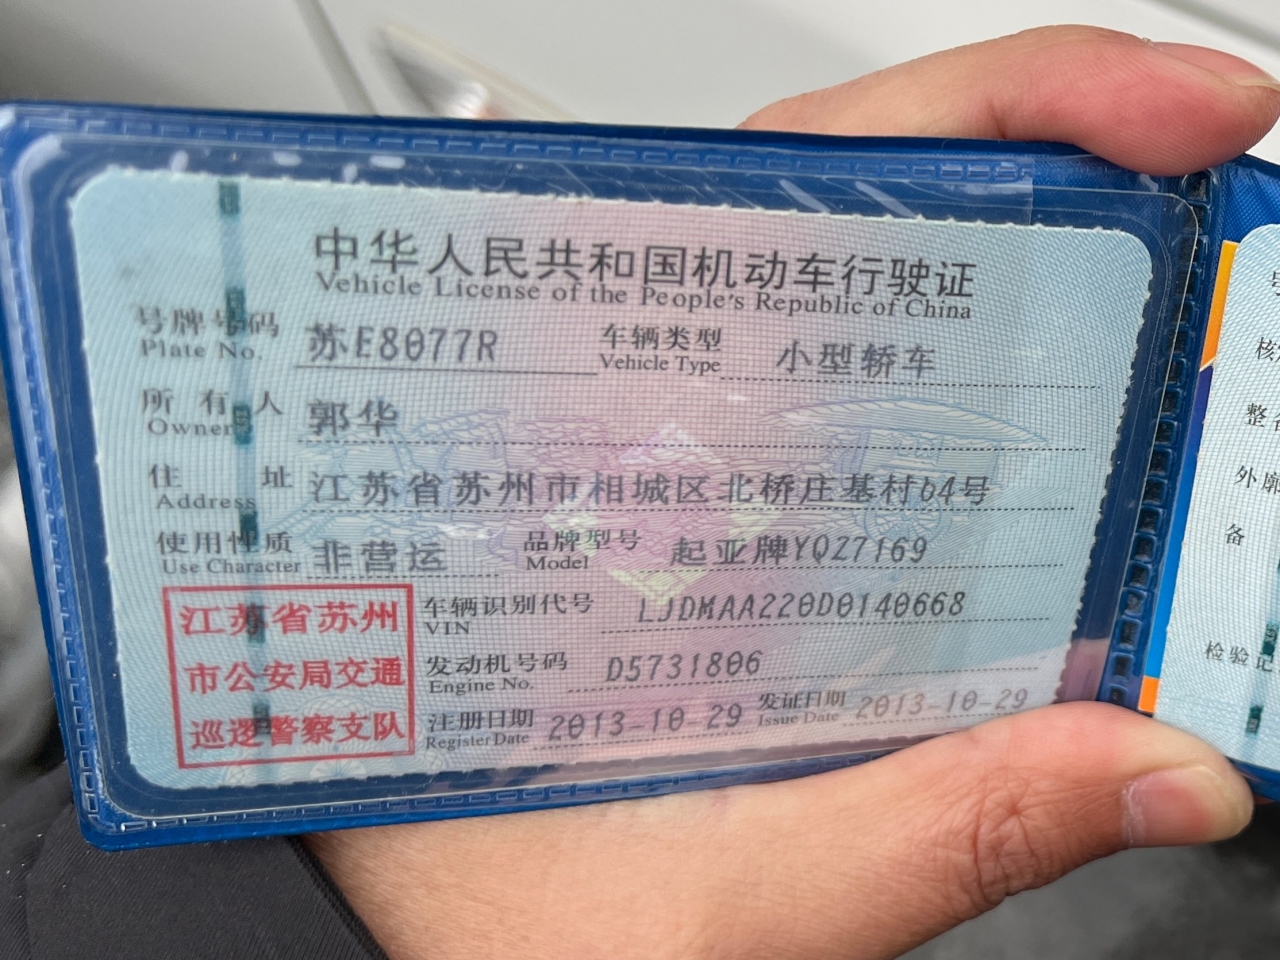 中华人民共和国机动车行驶证
Vehicle License of the People's Republic of China
号牌号码 苏E8077R 车辆类型 小型轿车
Plate No. Vehicle Type
所有人 郭华
Owner
住址 江苏省苏州市相城区北桥庄基村64号
Address
使用性质 非营运 品牌型号 起亚牌YQZ7169
Use Character Model
车辆识别代号 LJDMAA220D0140668
VIN
发动机号码 D5731806
Engine No.
注册日期 2013-10-29 发证日期 2013-10-29
Register Date Issue Date
江苏省苏州
市公安局交通
巡逻警察支队
号
核
整备
外廓
备
检验记